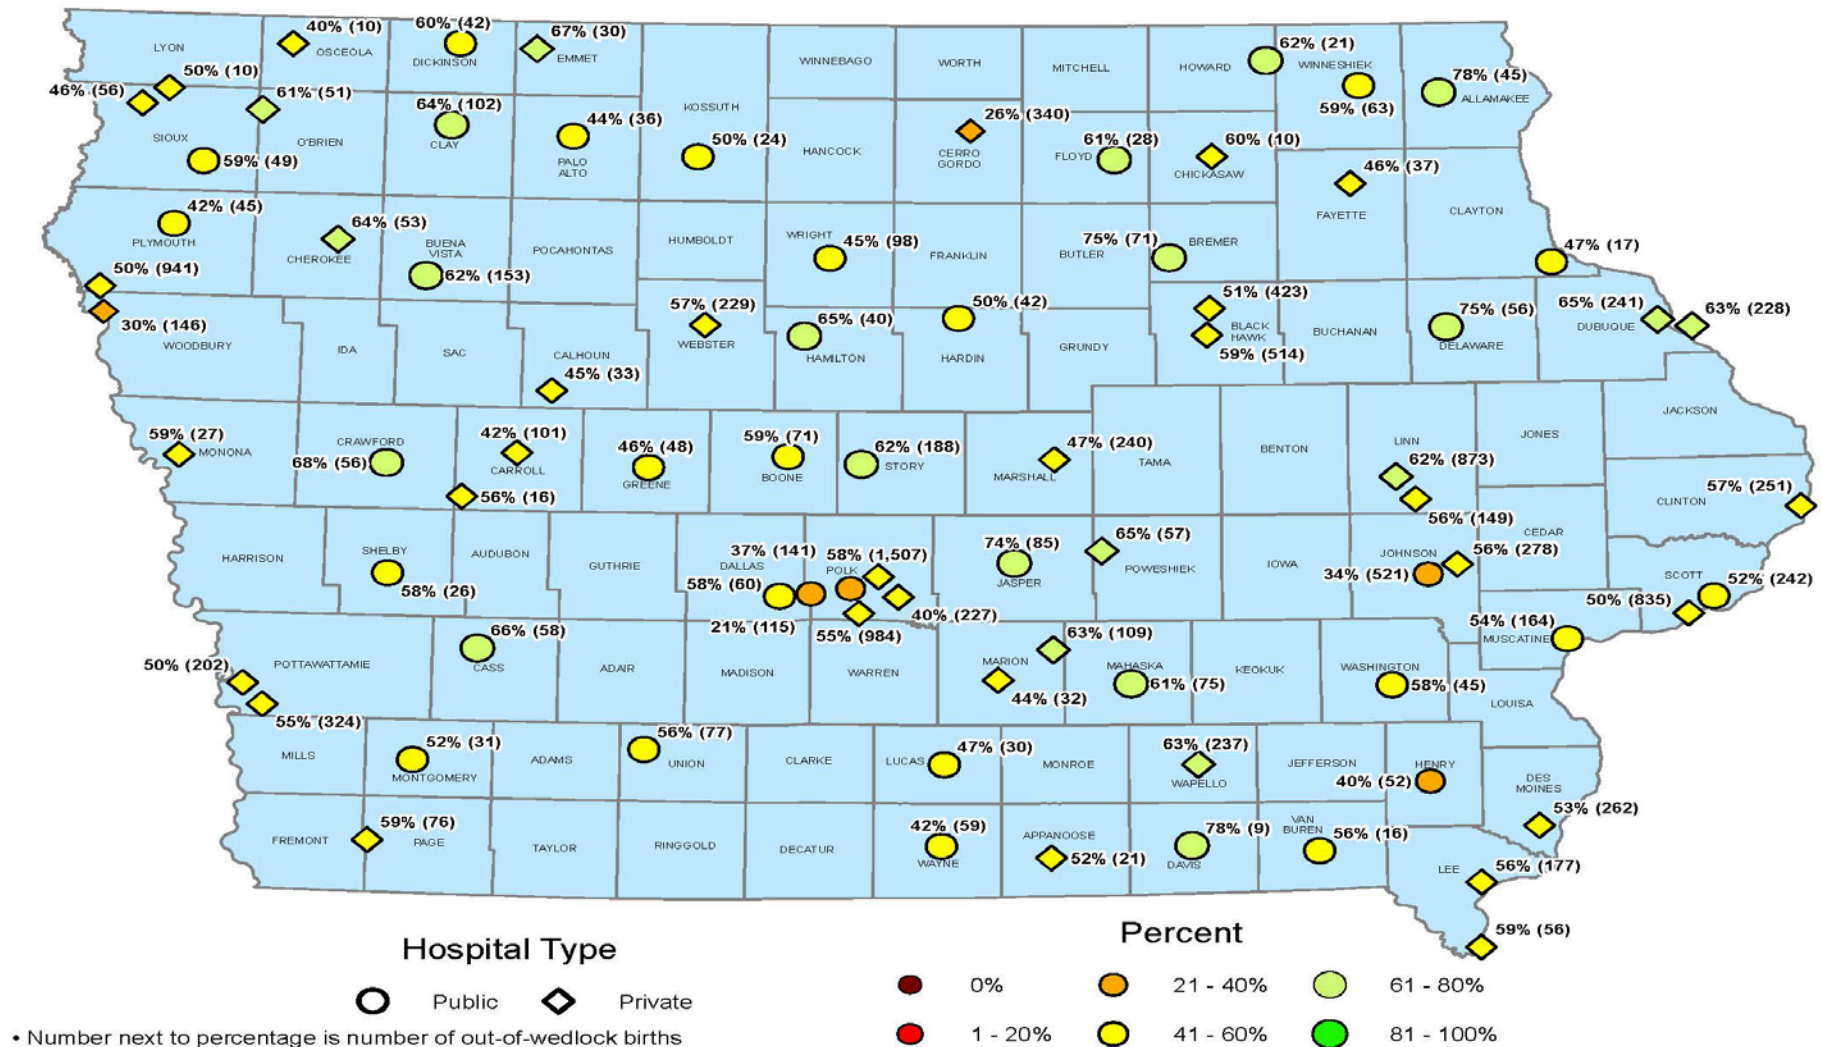 40% (10)
60% (42)
67% (30)
LYON
OSCEOLA
DICKINSON
EMMET
WINNEBAGO
WORTH
MITCHELL
HOWARD
62% (21)
WINNESHIEK
59% (63)
78% (45)
ALLAMAKEE
50% (10)
46% (56)
61% (51)
SIOUX
59% (49)
O'BRIEN
64% (102)
CLAY
44% (36)
PALO
ALTO
KOSSUTH
50% (24)
HANCOCK
26% (340)
CERRO
GORDO
61% (28)
FLOYD
60% (10)
CHICKASAW
46% (37)
FAYETTE
CLAYTON
47% (17)
42% (45)
PLYMOUTH
64% (53)
CHEROKEE
BUENA
VISTA
62% (153)
POCAHONTAS
HUMBOLDT
WRIGHT
45% (98)
FRANKLIN
BUTLER
75% (71)
BREMER
50% (941)
30% (146)
WOODBURY
IDA
SAC
CALHOUN
45% (33)
57% (229)
WEBSTER
65% (40)
HAMILTON
50% (42)
HARDIN
GRUNDY
51% (423)
BLACK
HAWK
59% (514)
BUCHANAN
75% (56)
DELAWARE
65% (241)
DUBUQUE
63% (228)
59% (27)
MONONA
CRAWFORD
68% (56)
42% (101)
CARROLL
56% (16)
46% (48)
GREENE
59% (71)
BOONE
62% (188)
STORY
47% (240)
MARSHALL
TAMA
BENTON
LINN
62% (873)
56% (149)
JONES
JACKSON
CLINTON
57% (251)
CEDAR
HARRISON
SHELBY
58% (26)
AUDUBON
GUTHRIE
37% (141)
DALLAS
58% (60)
21% (115)
58% (1,507)
POLK
40% (227)
55% (984)
74% (85)
JASPER
65% (57)
POWESHIEK
IOWA
JOHNSON
56% (278)
34% (521)
SCOTT
52% (242)
50% (835)
54% (164)
MUSCATINE
50% (202)
POTTAWATTAMIE
55% (324)
66% (58)
CASS
ADAIR
MADISON
WARREN
63% (109)
MARION
44% (32)
MAHASKA
61% (75)
KEOKUK
WASHINGTON
58% (45)
LOUISA
MILLS
52% (31)
MONTGOMERY
ADAMS
56% (77)
UNION
CLARKE
LUCAS
47% (30)
MONROE
63% (237)
WAPELLO
JEFFERSON
HENRY
40% (52)
DES
MOINES
53% (262)
FREMONT
59% (76)
PAGE
TAYLOR
RINGGOLD
DECATUR
42% (59)
WAYNE
APPANOOSE
52% (21)
78% (9)
DAVIS
VAN
BUREN
56% (16)
LEE
56% (177)
59% (56)
Hospital Type
Public Private
• Number next to percentage is number of out-of-wedlock births
Percent
0% 21 - 40% 61 - 80%
1 - 20% 41 - 60% 81 - 100%